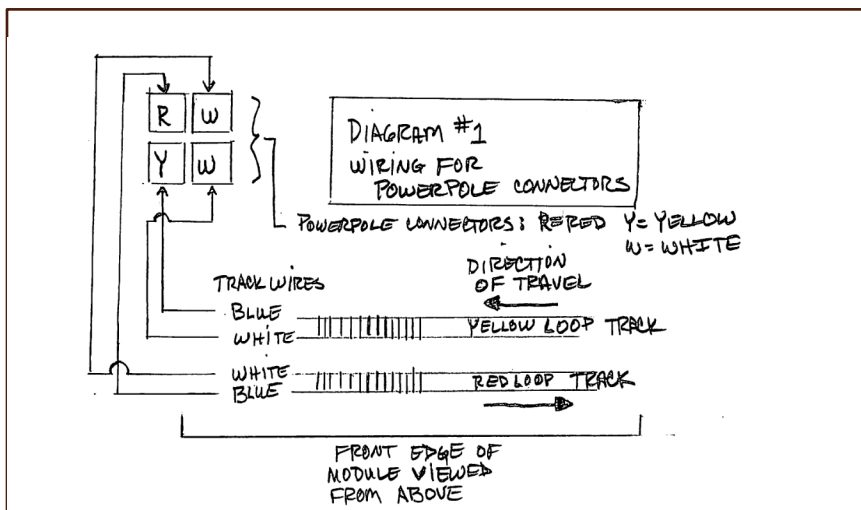 R W
Y W
DIAGRAM #1
WIRING FOR
POWERPOLE CONNECTORS
POWERPOLE CONNECTORS: R=RED Y=YELLOW
W=WHITE
DIRECTION
OF TRAVEL
TRACK WIRES
BLUE
WHITE
YELLOW LOOP TRACK
WHITE
BLUE
RED LOOP TRACK
FRONT EDGE OF
MODULE VIEWED
FROM ABOVE